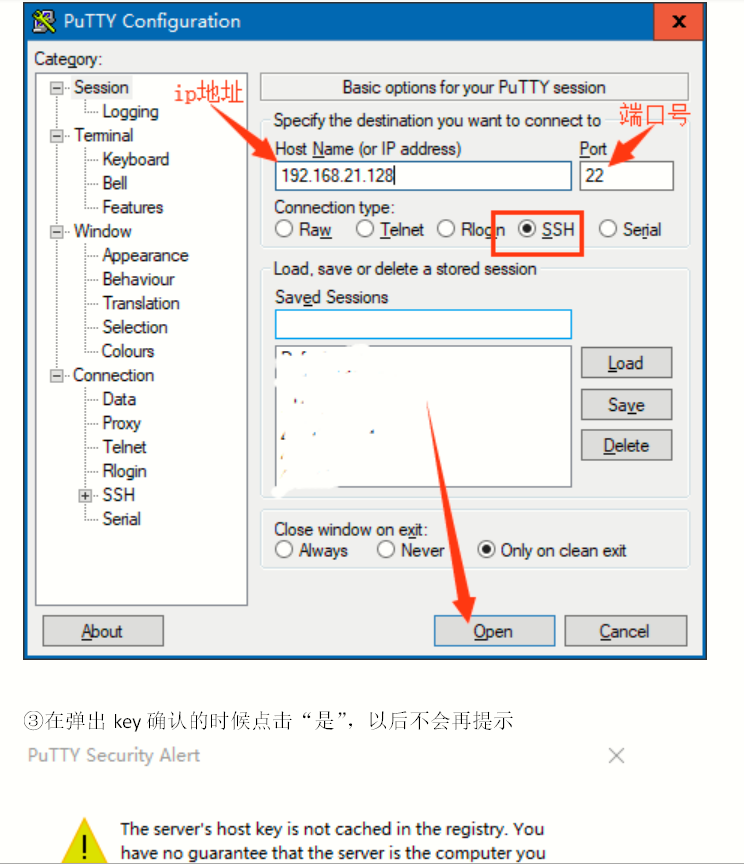 PuTTY Configuration
x
Category:
Session
Logging
Terminal
Keyboard
Bell
Features
Window
Appearance
Behaviour
Translation
Selection
Colours
Connection
Data
Proxy
Telnet
Rlogin
SSH
Serial
ip地址
Basic options for your PuTTY session
Specify the destination you want to connect to
端口号
Host Name (or IP address) Port
192.168.21.128 22
Connection type:
Raw Telnet Rlogin SSH Serial
Load, save or delete a stored session
Saved Sessions
Load
Save
Delete
Close window on exit:
Always Never Only on clean exit
About Open Cancel
③在弹出 key 确认的时候点击“是”，以后不会再提示
PuTTY Security Alert
The server's host key is not cached in the registry. You
have no guarantee that the server is the computer you